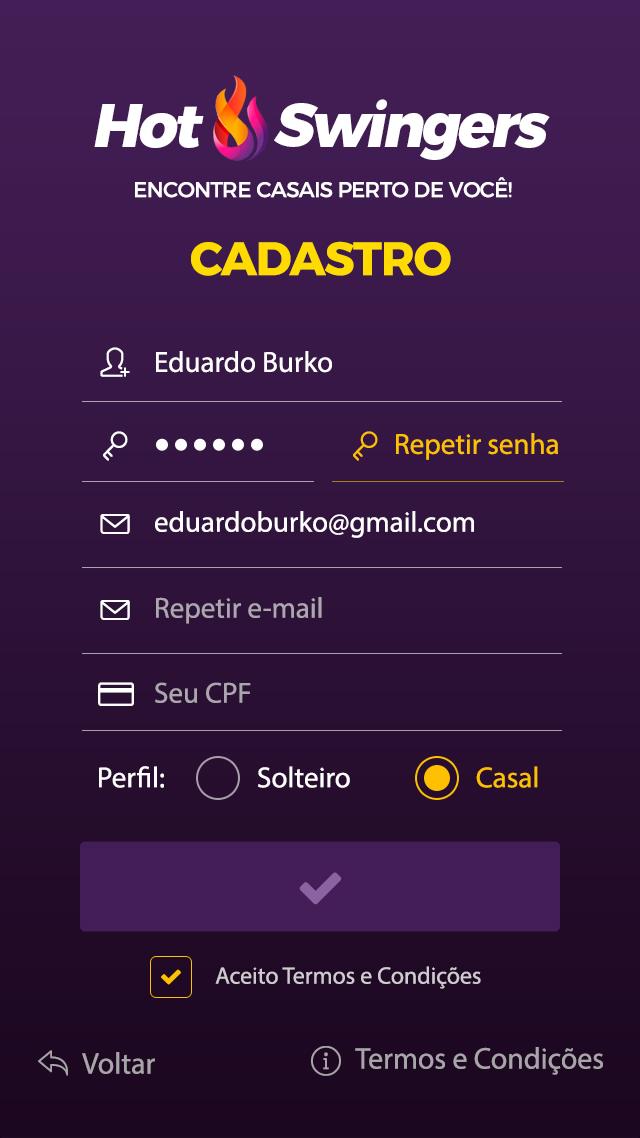 Hot Swingers
ENCONTRE CASAIS PERTO DE VOCÊ!
CADASTRO
Eduardo Burko
Repetir senha
eduardoburko@gmail.com
Repetir e-mail
Seu CPF
Perfil: Solteiro Casal
Aceito Termos e Condições
Voltar Termos e Condições